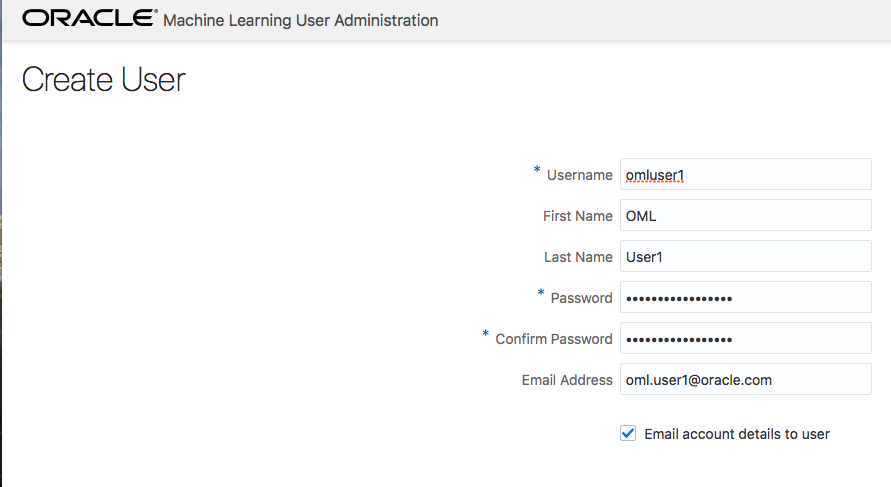 ORACLE® Machine Learning User Administration
Create User
* Username omluser1
First Name OML
Last Name User1
* Password •••••••••••••••••
* Confirm Password •••••••••••••••••
Email Address oml.user1@oracle.com
Email account details to user